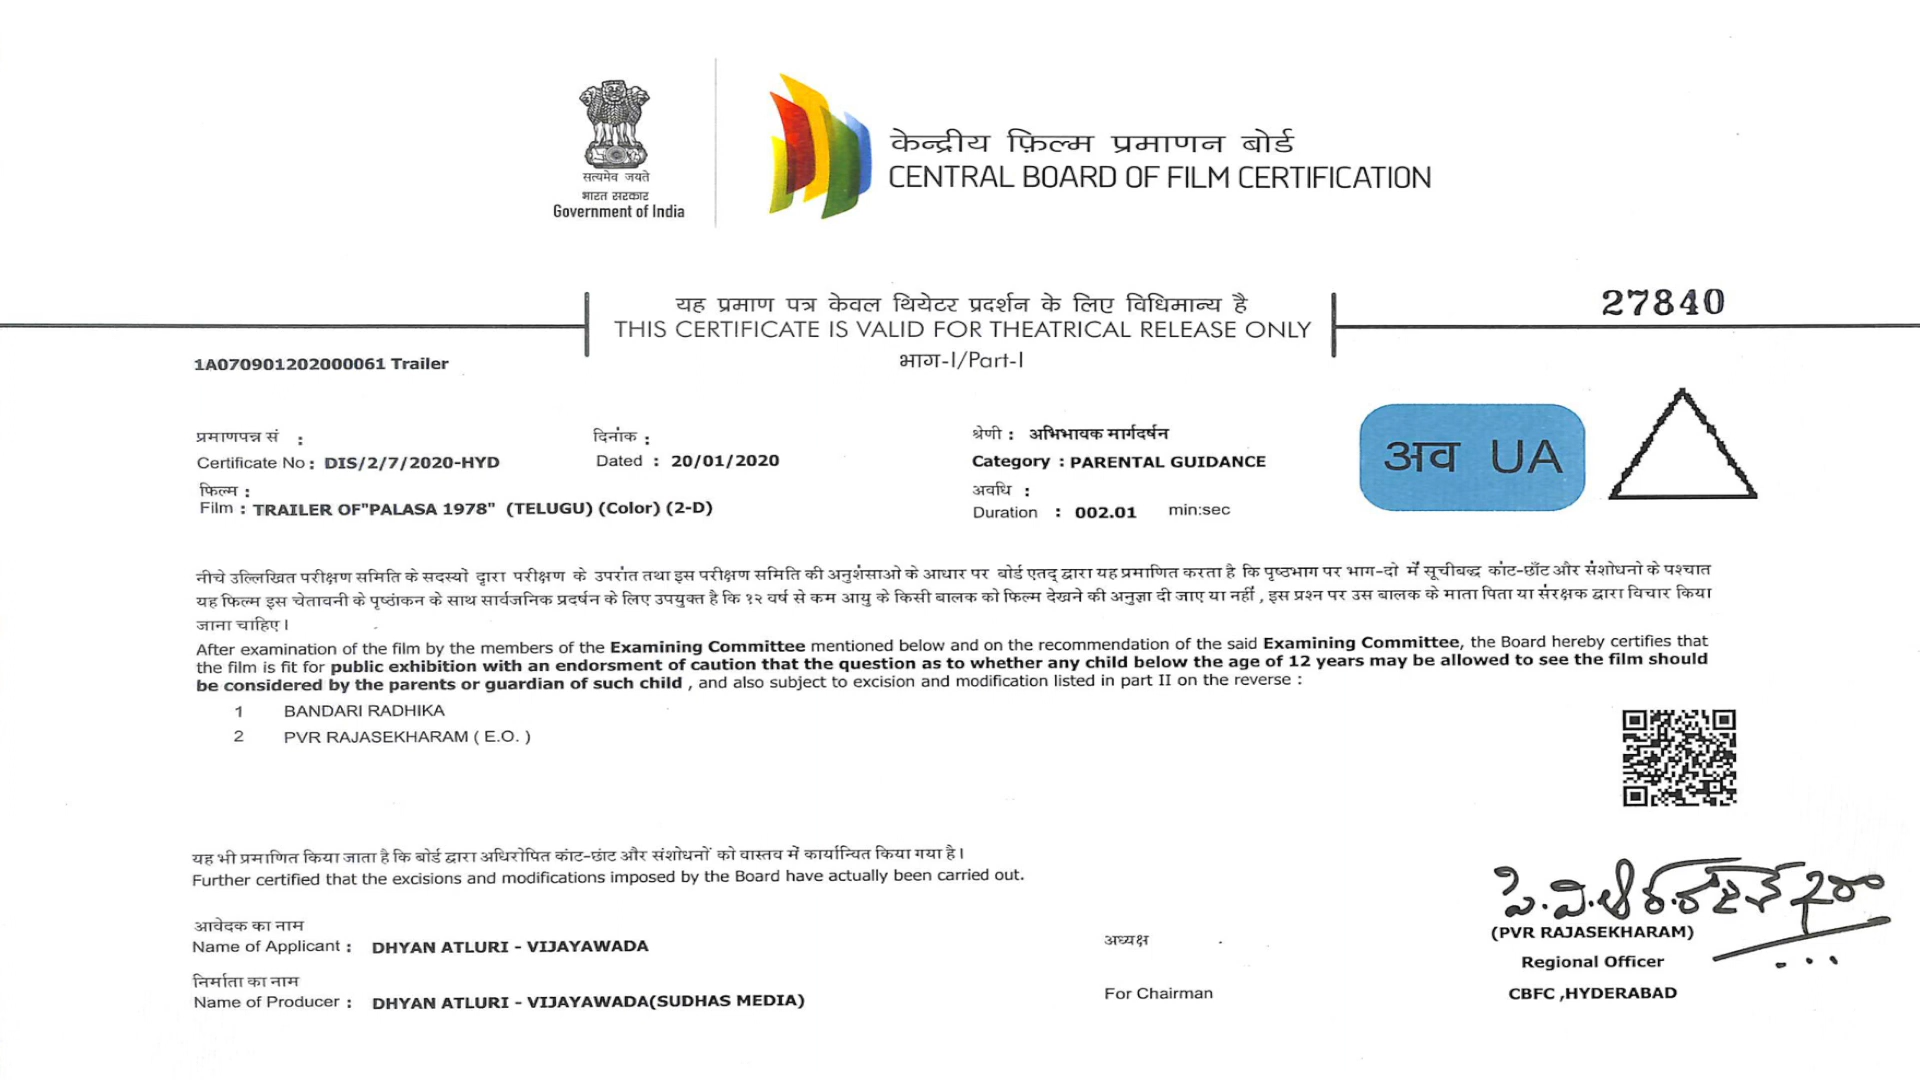 सत्यमेव जयते
भारत सरकार
Government of India
केन्द्रीय फ़िल्म प्रमाणन बोर्ड
CENTRAL BOARD OF FILM CERTIFICATION
यह प्रमाण पत्र केवल थियेटर प्रदर्शन के लिए विधिमान्य है
27840
THIS CERTIFICATE IS VALID FOR THEATRICAL RELEASE ONLY
भाग-I/Part-I
1A070901202000061 Trailer
प्रमाणपत्र सं :
दिनांक :
श्रेणी : अभिभायक मार्गदर्षन
अव UA
Certificate No : DIS/2/7/2020-HYD
Dated : 20/01/2020
Category : PARENTAL GUIDANCE
फिल्म :
अवधि :
Film : TRAILER OF"PALASA 1978" (TELUGU) (Color) (2-D)
Duration : 002.01 min:sec
नीचे उल्लिखित परीक्षण समिति के सदस्यों द्वारा परीक्षण के उपरांत तथा इस परीक्षण समिति की अनुशंसाओ के आधार पर बोर्ड एतद् द्वारा यह प्रमाणित करता है कि पृष्ठभाग पर भाग-दो में सूचीबद्ध कांट-छाँट और संशोधनो के पश्चात
यह फिल्म इस चेतावनी के पृष्ठांकन के साथ सार्वजनिक प्रदर्षन के लिए उपयुक्त है कि १२ वर्ष से कम आयु के किसी बालक को फिल्म देखने की अनुज्ञा दी जाए या नहीं , इस प्रश्न पर उस बालक के माता पिता या संरक्षक द्वारा विचार किया
जाना चाहिए ।
After examination of the film by the members of the Examining Committee mentioned below and on the recommendation of the said Examining Committee, the Board hereby certifies that
the film is fit for public exhibition with an endorsment of caution that the question as to whether any child below the age of 12 years may be allowed to see the film should
be considered by the parents or guardian of such child , and also subject to excision and modification listed in part II on the reverse :
1 BANDARI RADHIKA
2 PVR RAJASEKHARAM ( E.O. )
यह भी प्रमाणित किया जाता है कि बोर्ड द्वारा अधिरोपित कांट-छांट और संशोधनों को वास्तव में कार्यान्वित किया गया है ।
Further certified that the excisions and modifications imposed by the Board have actually been carried out.
आवेदक का नाम
Name of Applicant : DHYAN ATLURI - VIJAYAWADA
अध्यक्ष
(PVR RAJASEKHARAM)
Regional Officer
निर्माता का नाम
Name of Producer : DHYAN ATLURI - VIJAYAWADA(SUDHAS MEDIA)
For Chairman
CBFC ,HYDERABAD